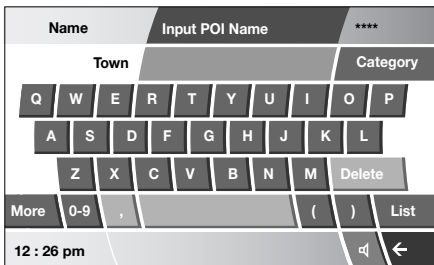 Name Input POI Name ****
Town Category
Q W E R T Y U I O P
A S D F G H J K L
Z X C V B N M Delete
More 0-9 , ( ) List
12 : 26 pm